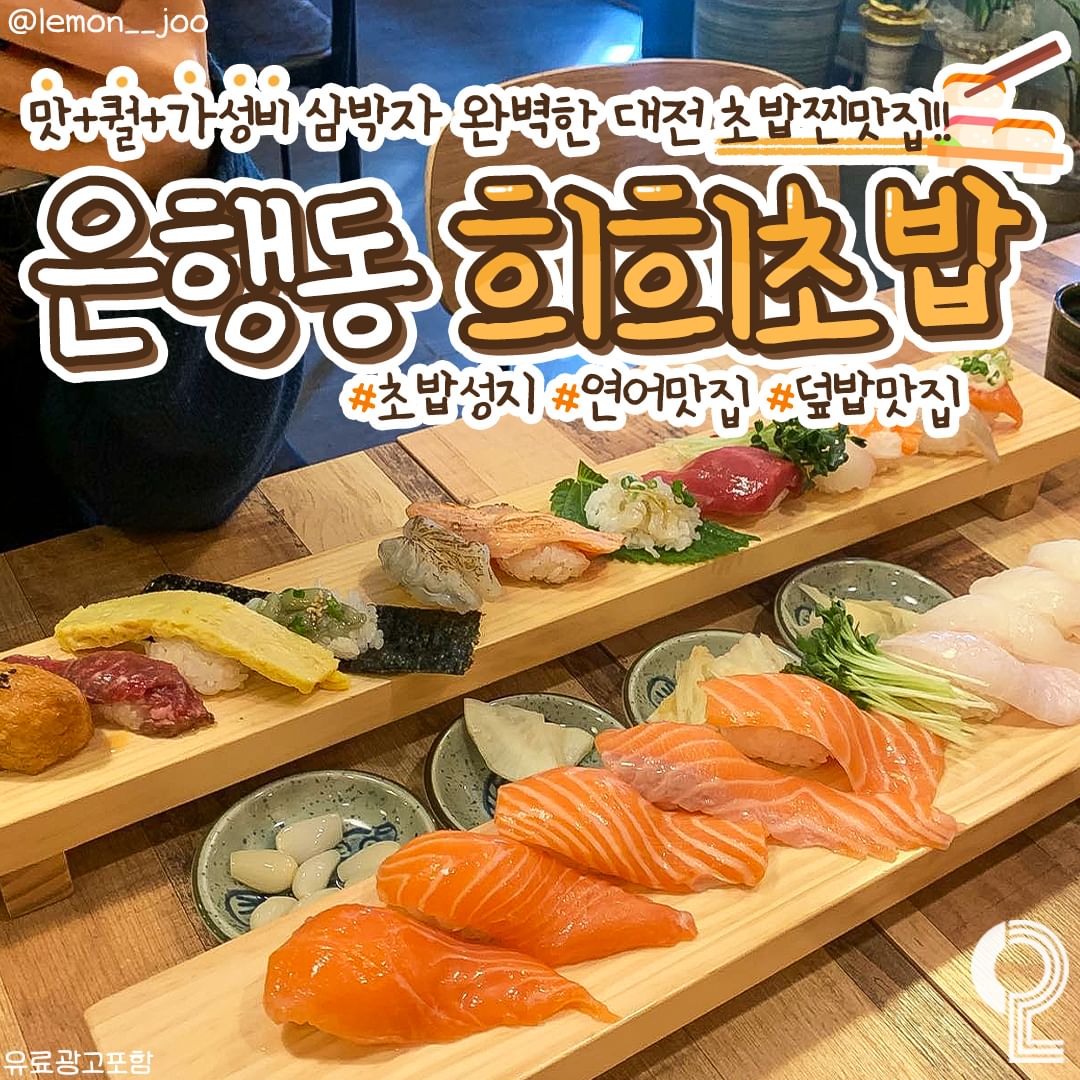 @lemon__joo
맛+퀄+가성비 삼박자 완벽한 대전 초밥찐맛집!!
은행동 희희초밥
#초밥성지 #연어맛집 #덮밥맛집
유료광고포함